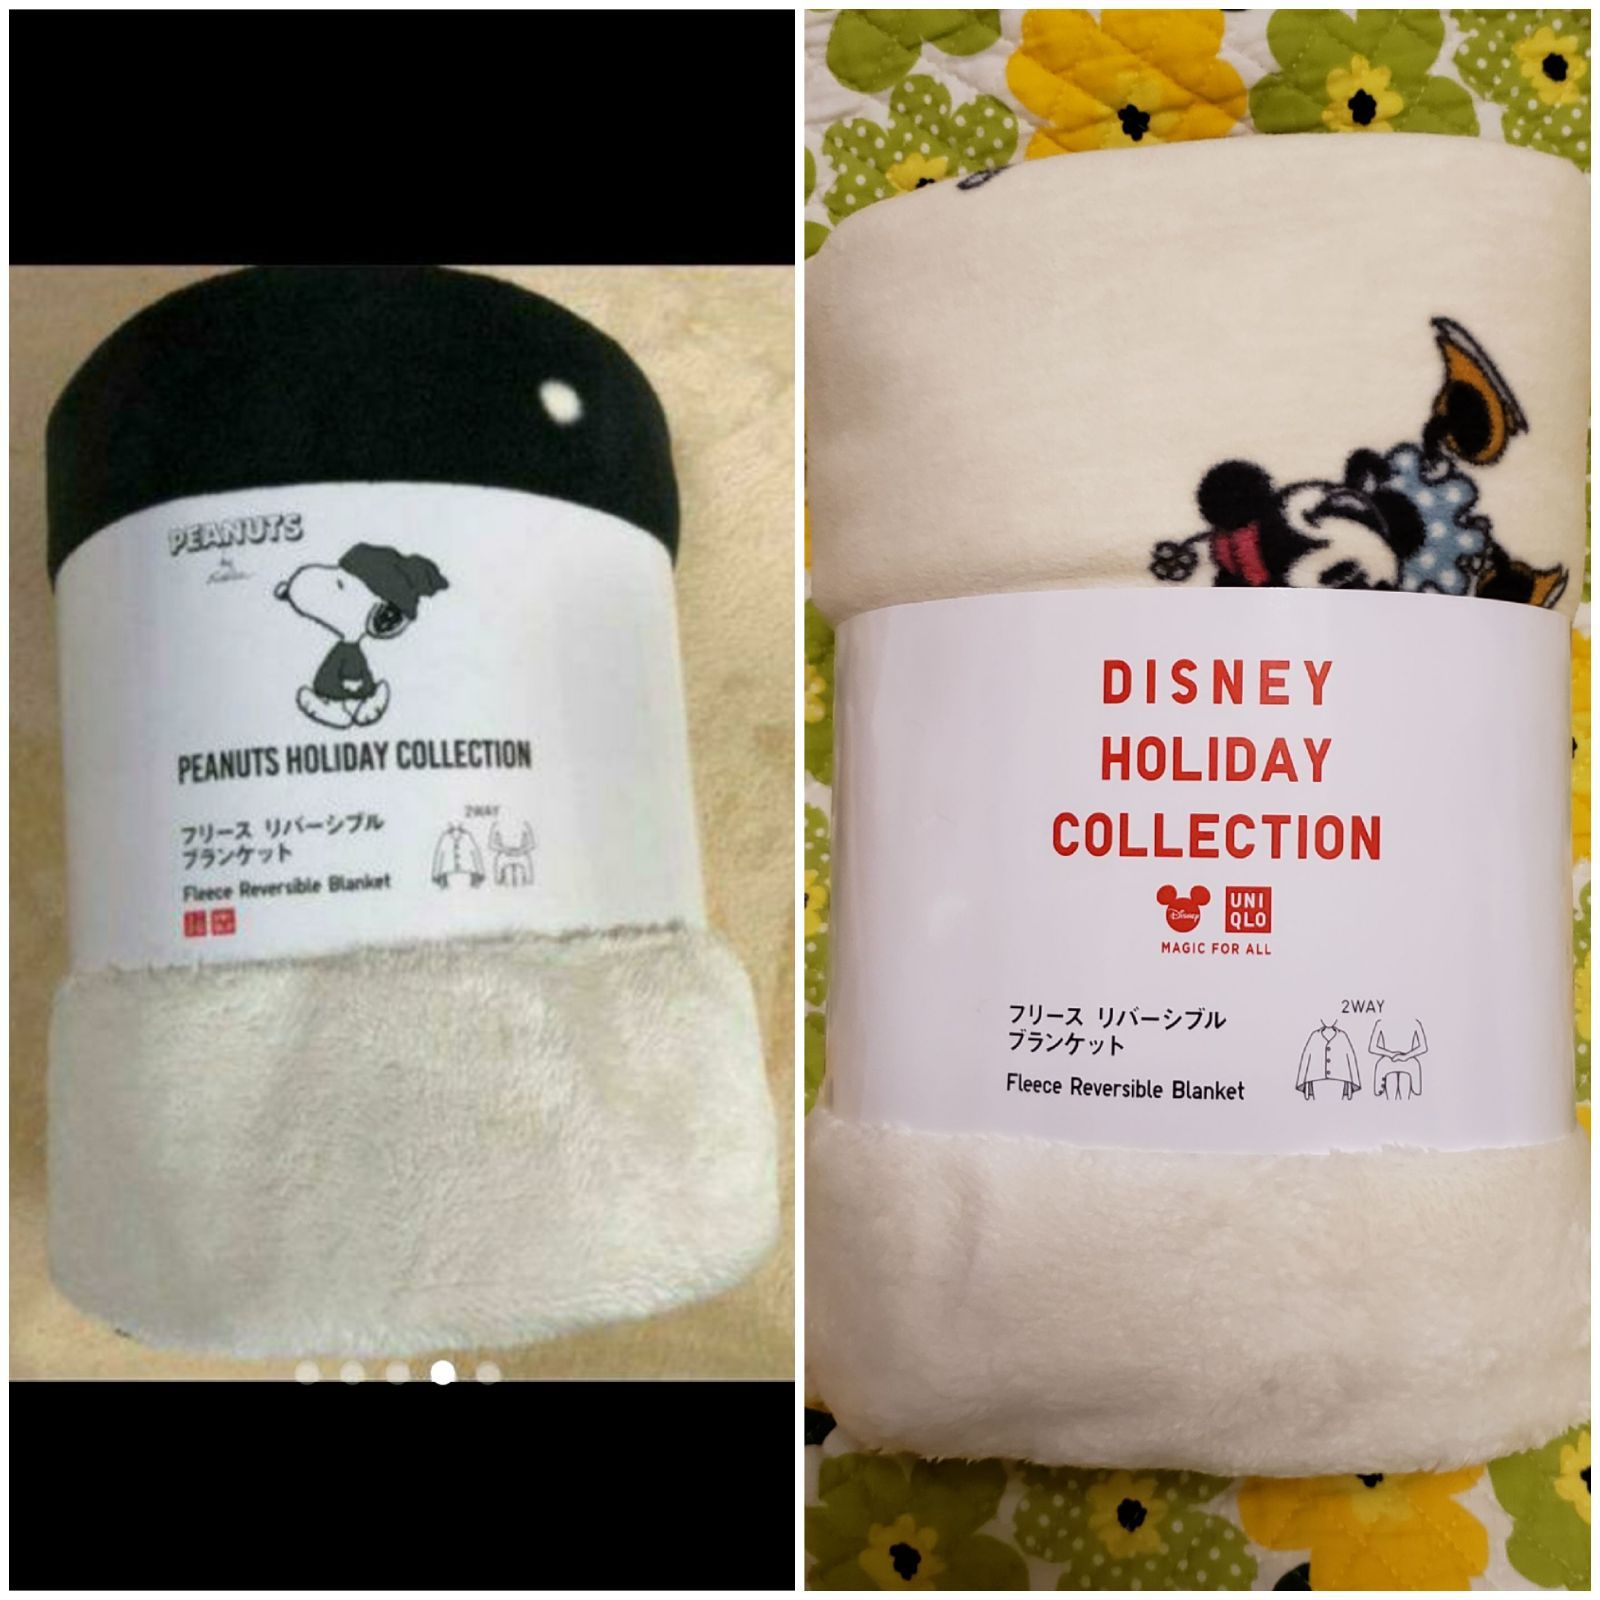 PEANUTS
by
PEANUTS HOLIDAY COLLECTION
2WAY
フリース リバーシブル
ブランケット
Fleece Reversible Blanket
DISNEY
HOLIDAY
COLLECTION
Disney
UNI
QLO
MAGIC FOR ALL
フリース リバーシブル
ブランケット
2WAY
Fleece Reversible Blanket